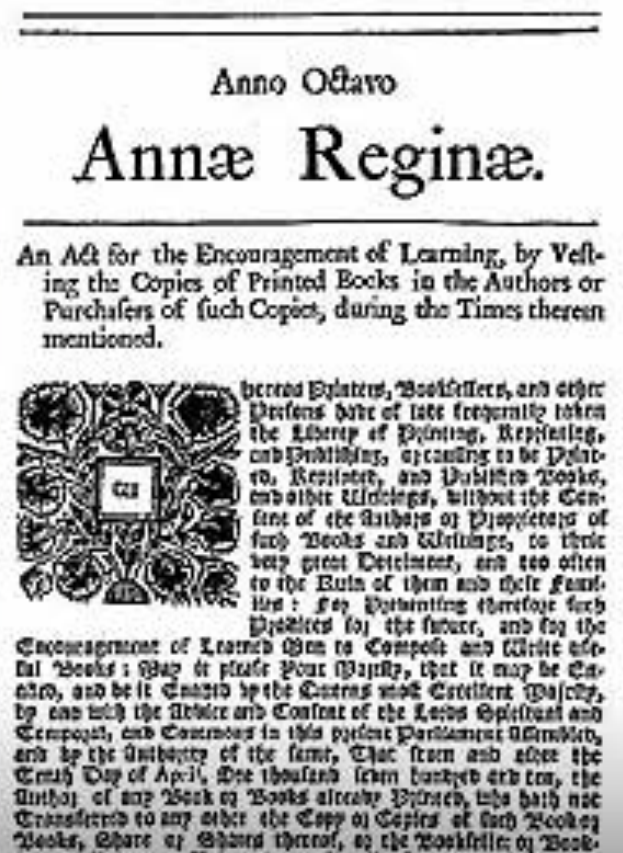 Anno Octavo
Annæ Reginæ.
An Act for the Encouragement of Learning, by Veſt-
ing the Copies of Printed Books in the Authors or
Purchaſers of ſuch Copies, during the Times therein
mentioned.
W
hereas Printers, Bookſellers, and other
Perſons have of late frequently taken
the Liberty of Printing, Reprinting,
and Publiſhing, or cauſing to be Print-
ed, Reprinted, and Publiſhed Books,
and other Writings, without the Con-
ſent of the Authors or Proprietors of
ſuch Books and Writings, to their
very great Detriment, and too often
to the Ruin of them and their Fami-
lies: For Preventing therefore ſuch
Practices for the future, and for the
Encouragement of Learned Men to Compoſe and Write uſe-
ful Books; May it pleaſe Your Majeſty, that it may be En-
acted, and be it Enacted by the Queens moſt Excellent Majeſty,
by and with the Advice and Conſent of the Lords Spiritual and
Temporal, and Commons in this preſent Parliament Aſſembled,
and by the Authority of the ſame, That from and after the
Tenth Day of April, One thouſand ſeven hundred and ten, the
Author of any Book or Books already Printed, who hath not
Transferred to any other the Copy or Copies of ſuch Book or
Books, Share or Shares thereof, or the Bookſeller or Book-